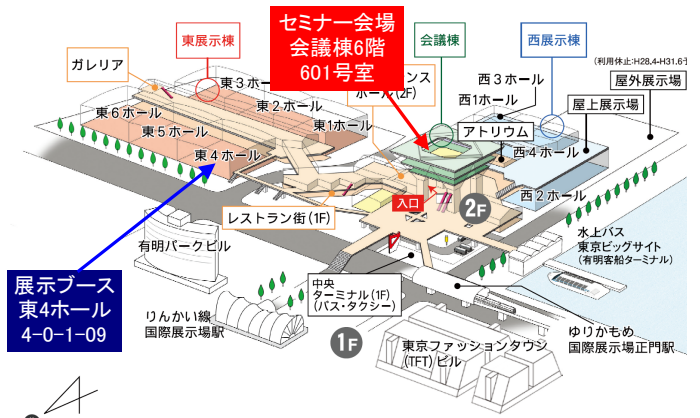 セミナー会場
会議棟6階
601号室
東展示棟
会議棟
西展示棟
(利用休止:H28.4-H31.6予
ガレリア
東3ホール
ンス
ホール(2F)
西3ホール
屋外展示場
東6ホール
東2ホール
西1ホール
屋上展示場
東5ホール
東1ホール
アトリウム
東4ホール
西4ホール
入口
2F
西2ホール
レストラン街(1F)
有明パークビル
水上バス
東京ビッグサイト
(有明客船ターミナル)
展示ブース
東4ホール
4-0-1-09
中央
ターミナル(1F)
(バス・タクシー)
りんかい線
国際展示場駅
1F
東京ファッションタウン
(TFT)ビル
ゆりかもめ
国際展示場正門駅